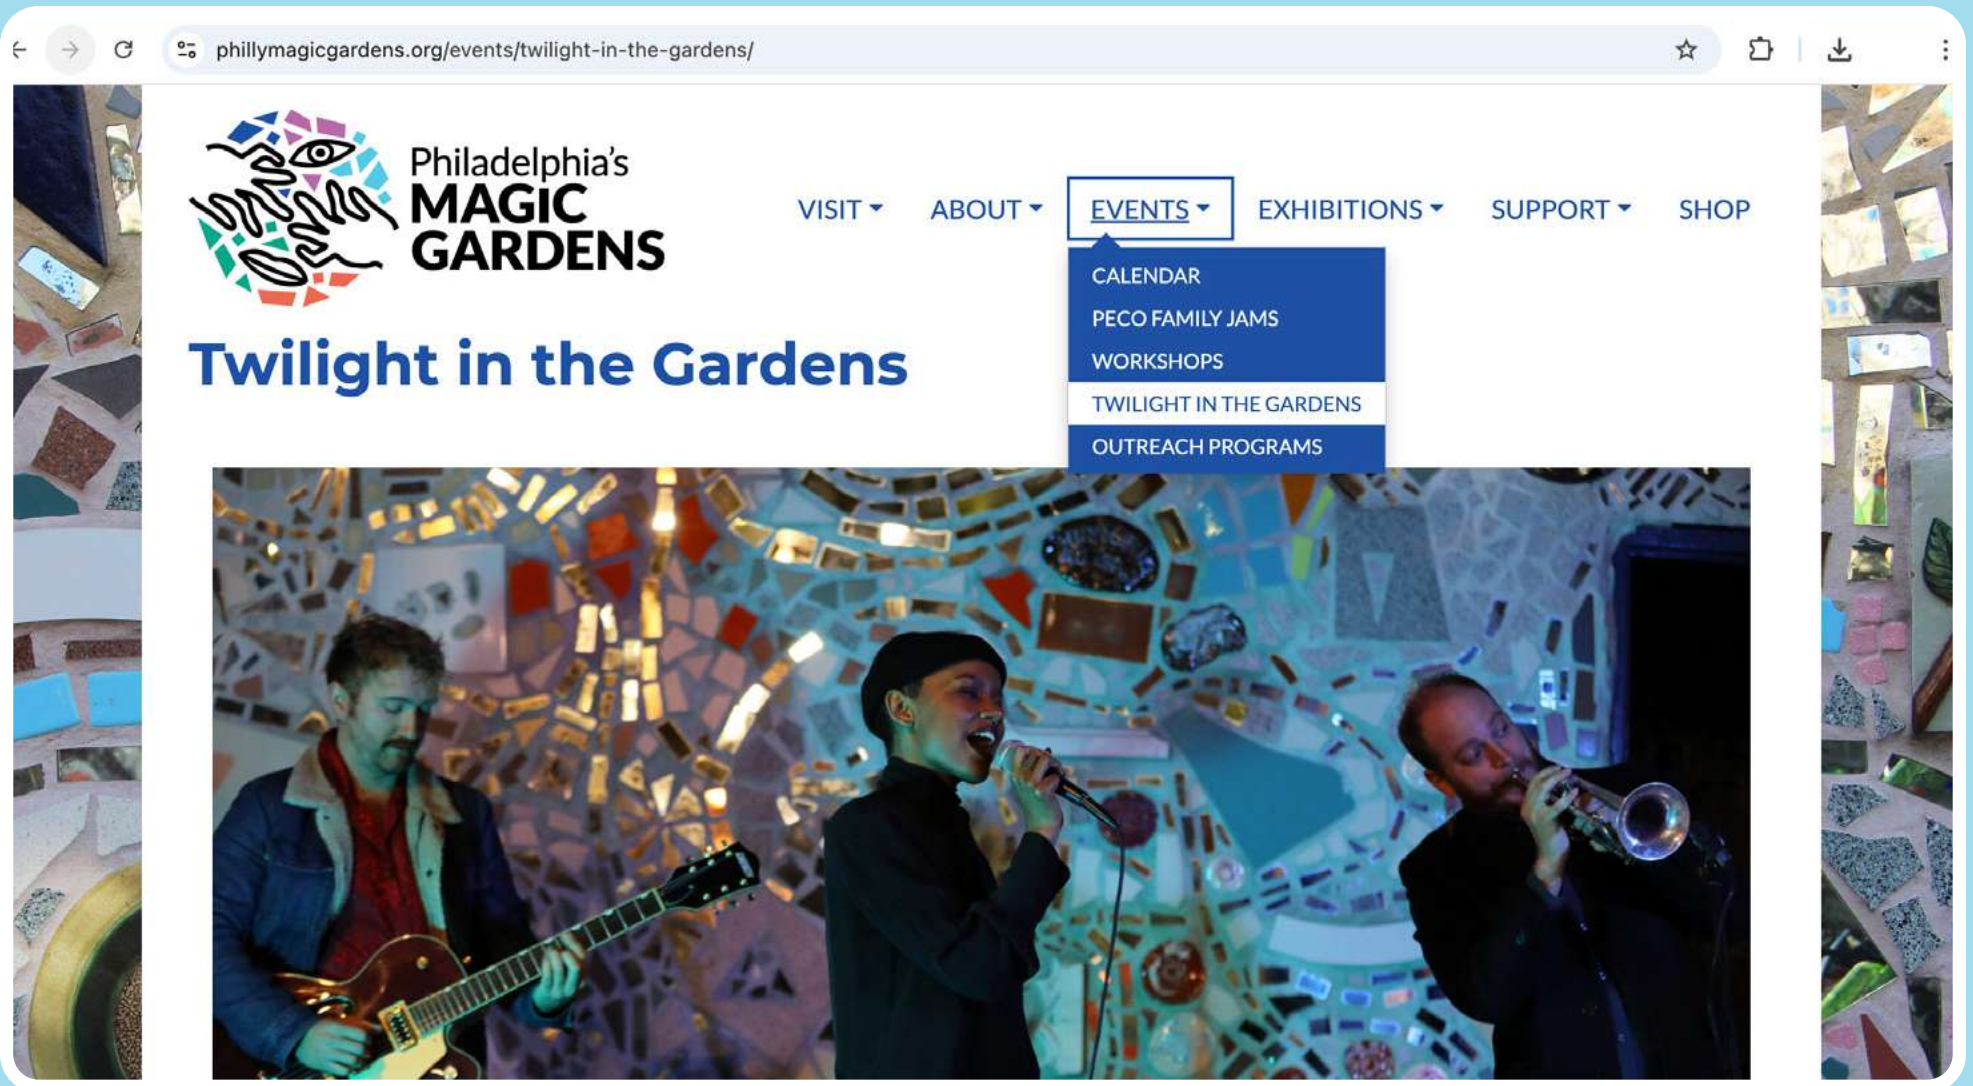 phillymagicgardens.org/events/twilight-in-the-gardens/
Philadelphia's
MAGIC
GARDENS
VISIT
ABOUT
EVENTS
EXHIBITIONS
SUPPORT
SHOP
CALENDAR
PECO FAMILY JAMS
WORKSHOPS
TWILIGHT IN THE GARDENS
OUTREACH PROGRAMS
Twilight in the Gardens